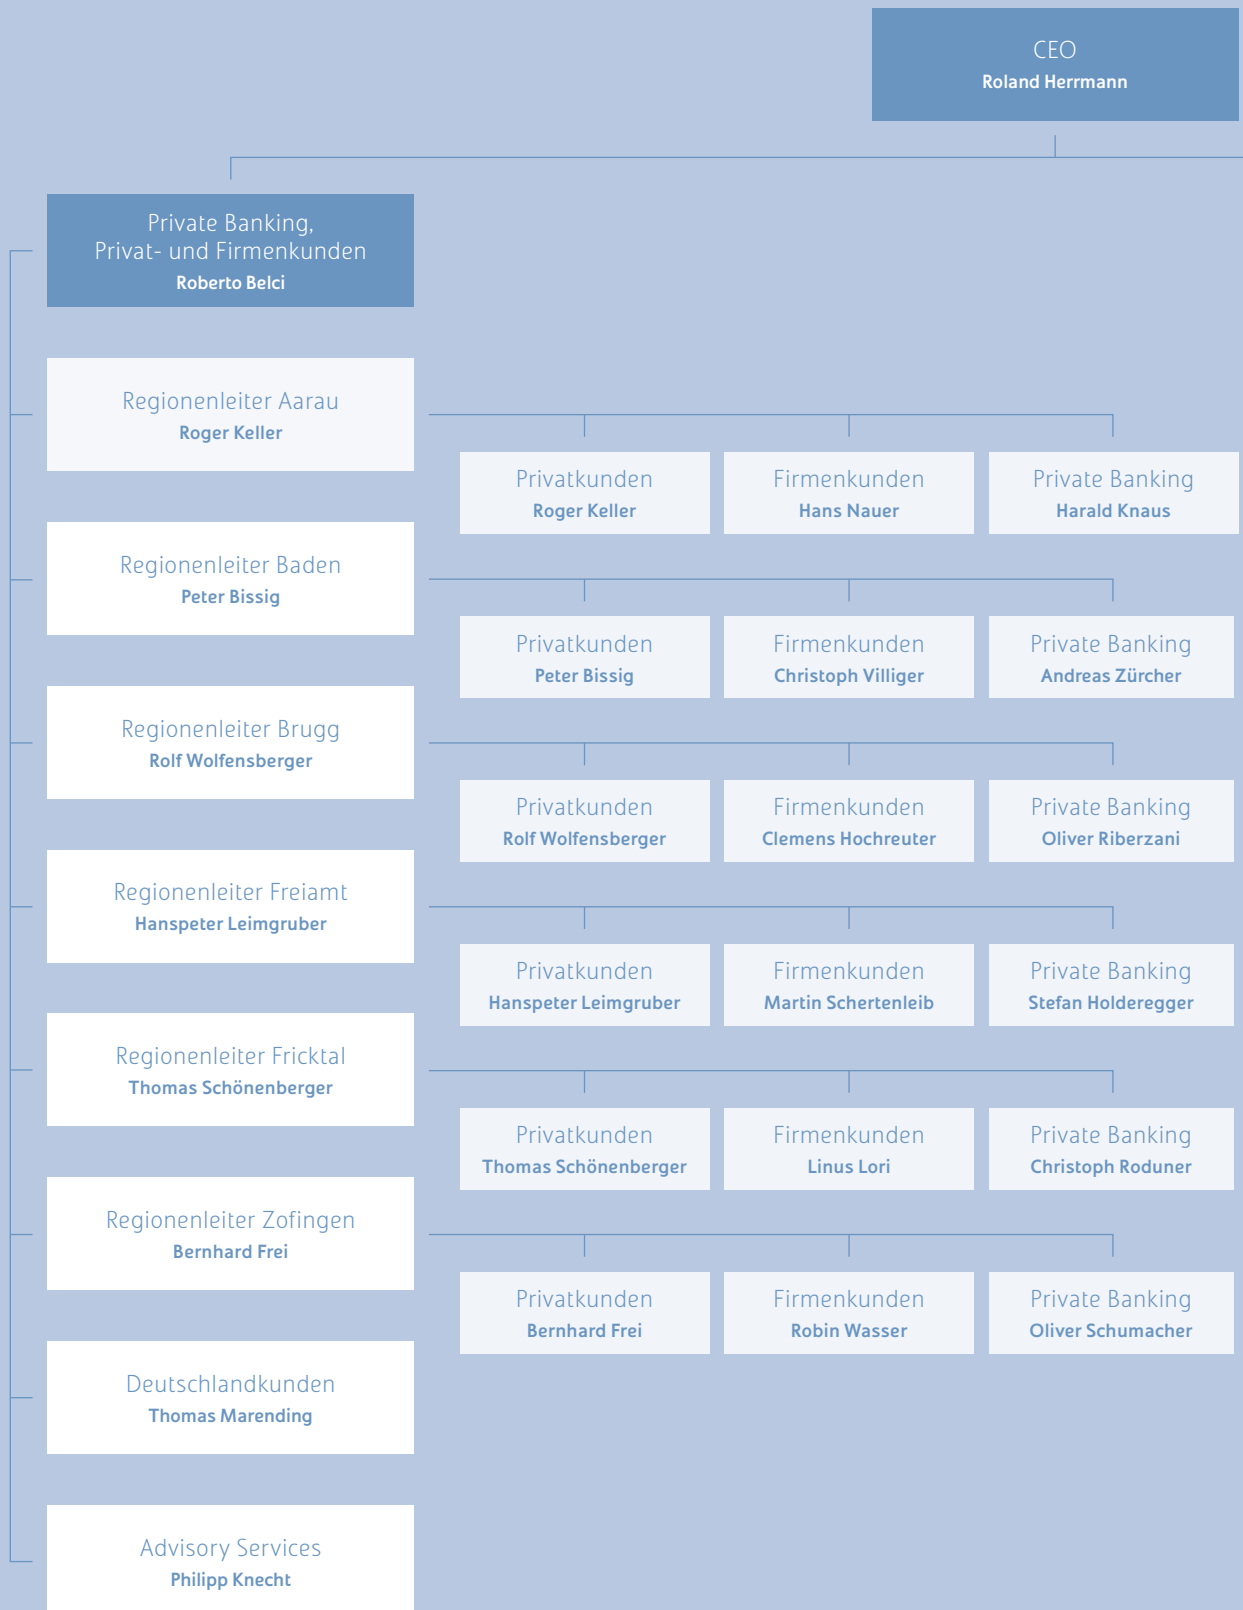 CEO
Roland Herrmann
Private Banking,
Privat- und Firmenkunden
Roberto Belci
Regionenleiter Aarau
Roger Keller
Privatkunden
Roger Keller
Firmenkunden
Hans Nauer
Private Banking
Harald Knaus
Regionenleiter Baden
Peter Bissig
Privatkunden
Peter Bissig
Firmenkunden
Christoph Villiger
Private Banking
Andreas Zürcher
Regionenleiter Brugg
Rolf Wolfensberger
Privatkunden
Rolf Wolfensberger
Firmenkunden
Clemens Hochreuter
Private Banking
Oliver Riberzani
Regionenleiter Freiamt
Hanspeter Leimgruber
Privatkunden
Hanspeter Leimgruber
Firmenkunden
Martin Schertenleib
Private Banking
Stefan Holderegger
Regionenleiter Fricktal
Thomas Schönenberger
Privatkunden
Thomas Schönenberger
Firmenkunden
Linus Lori
Private Banking
Christoph Roduner
Regionenleiter Zofingen
Bernhard Frei
Privatkunden
Bernhard Frei
Firmenkunden
Robin Wasser
Private Banking
Oliver Schumacher
Deutschlandkunden
Thomas Marending
Advisory Services
Philipp Knecht